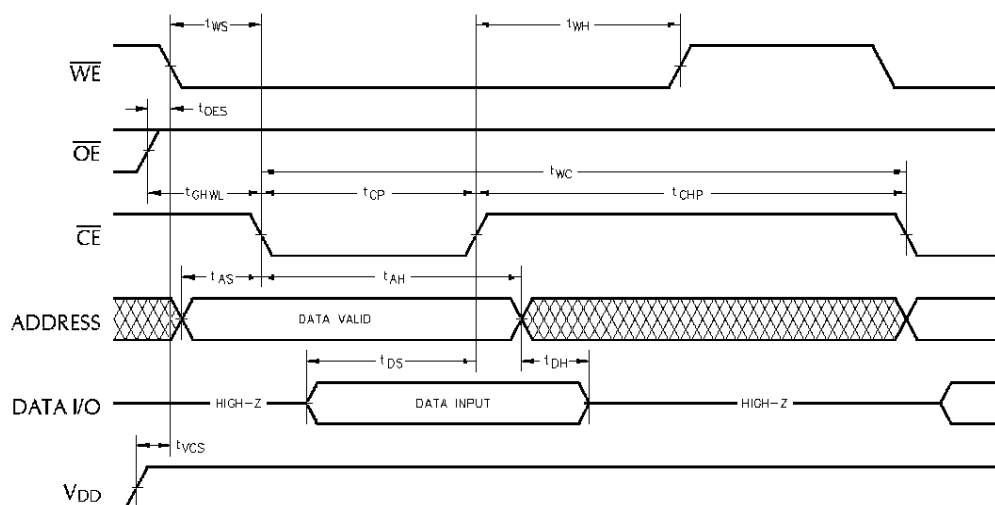 tWS
tWH
WE
tOES
OE
tWC
tGHWL
tCP
tCHP
CE
tAS
tAH
ADDRESS
DATA VALID
tDS
tDH
DATA I/O
HIGH-Z
DATA INPUT
HIGH-Z
tVCS
VDD